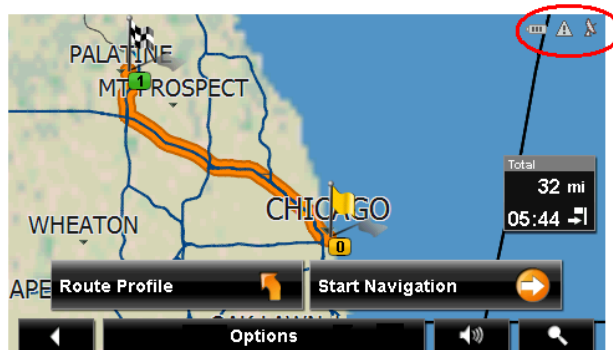 PALATINE
1
MT PROSPECT
Total
32 mi
05:44
CHICAGO
0
WHEATON
APE
Route Profile
Start Navigation
Options